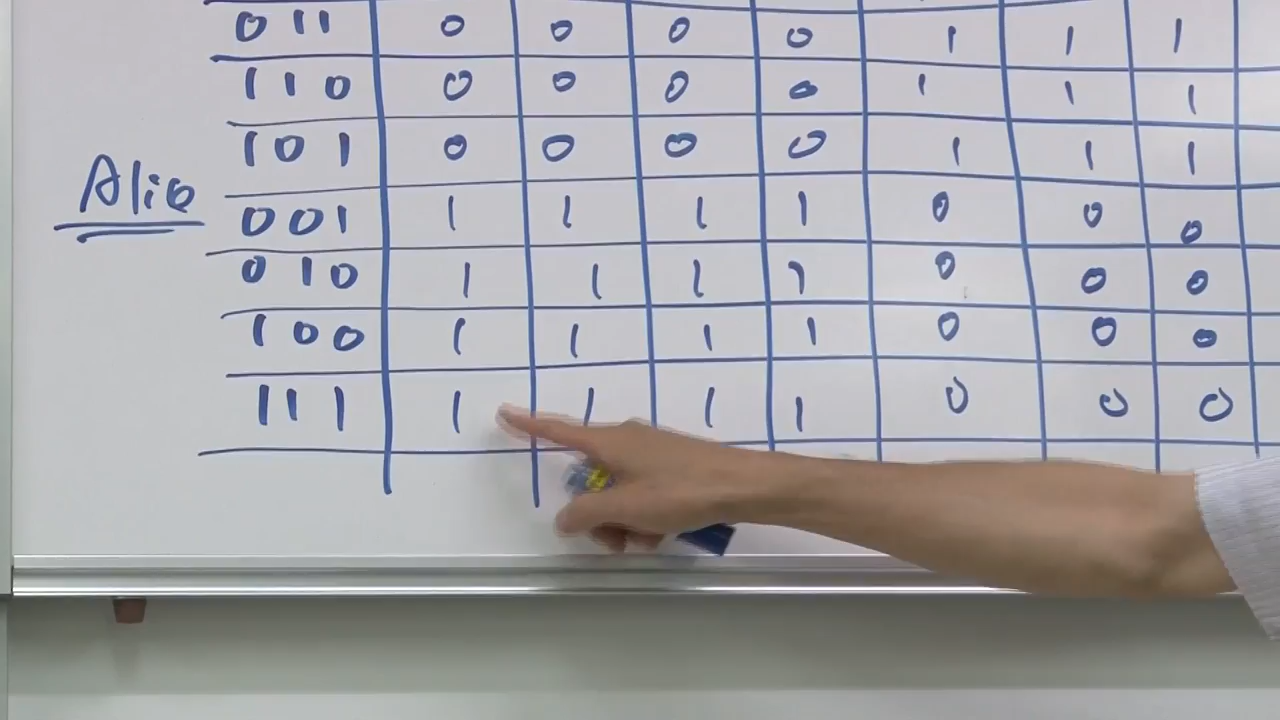 0 1 1 0 0 0 0 1 1 1
1 1 0 0 0 0 0 1 1 1
1 0 1 0 0 0 0 1 1 1
Alice
0 0 1 1 1 1 1 0 0 0
0 1 0 1 1 1 1 0 0 0
1 0 0 1 1 1 1 0 0 0
1 1 1 1 1 1 1 0 0 0